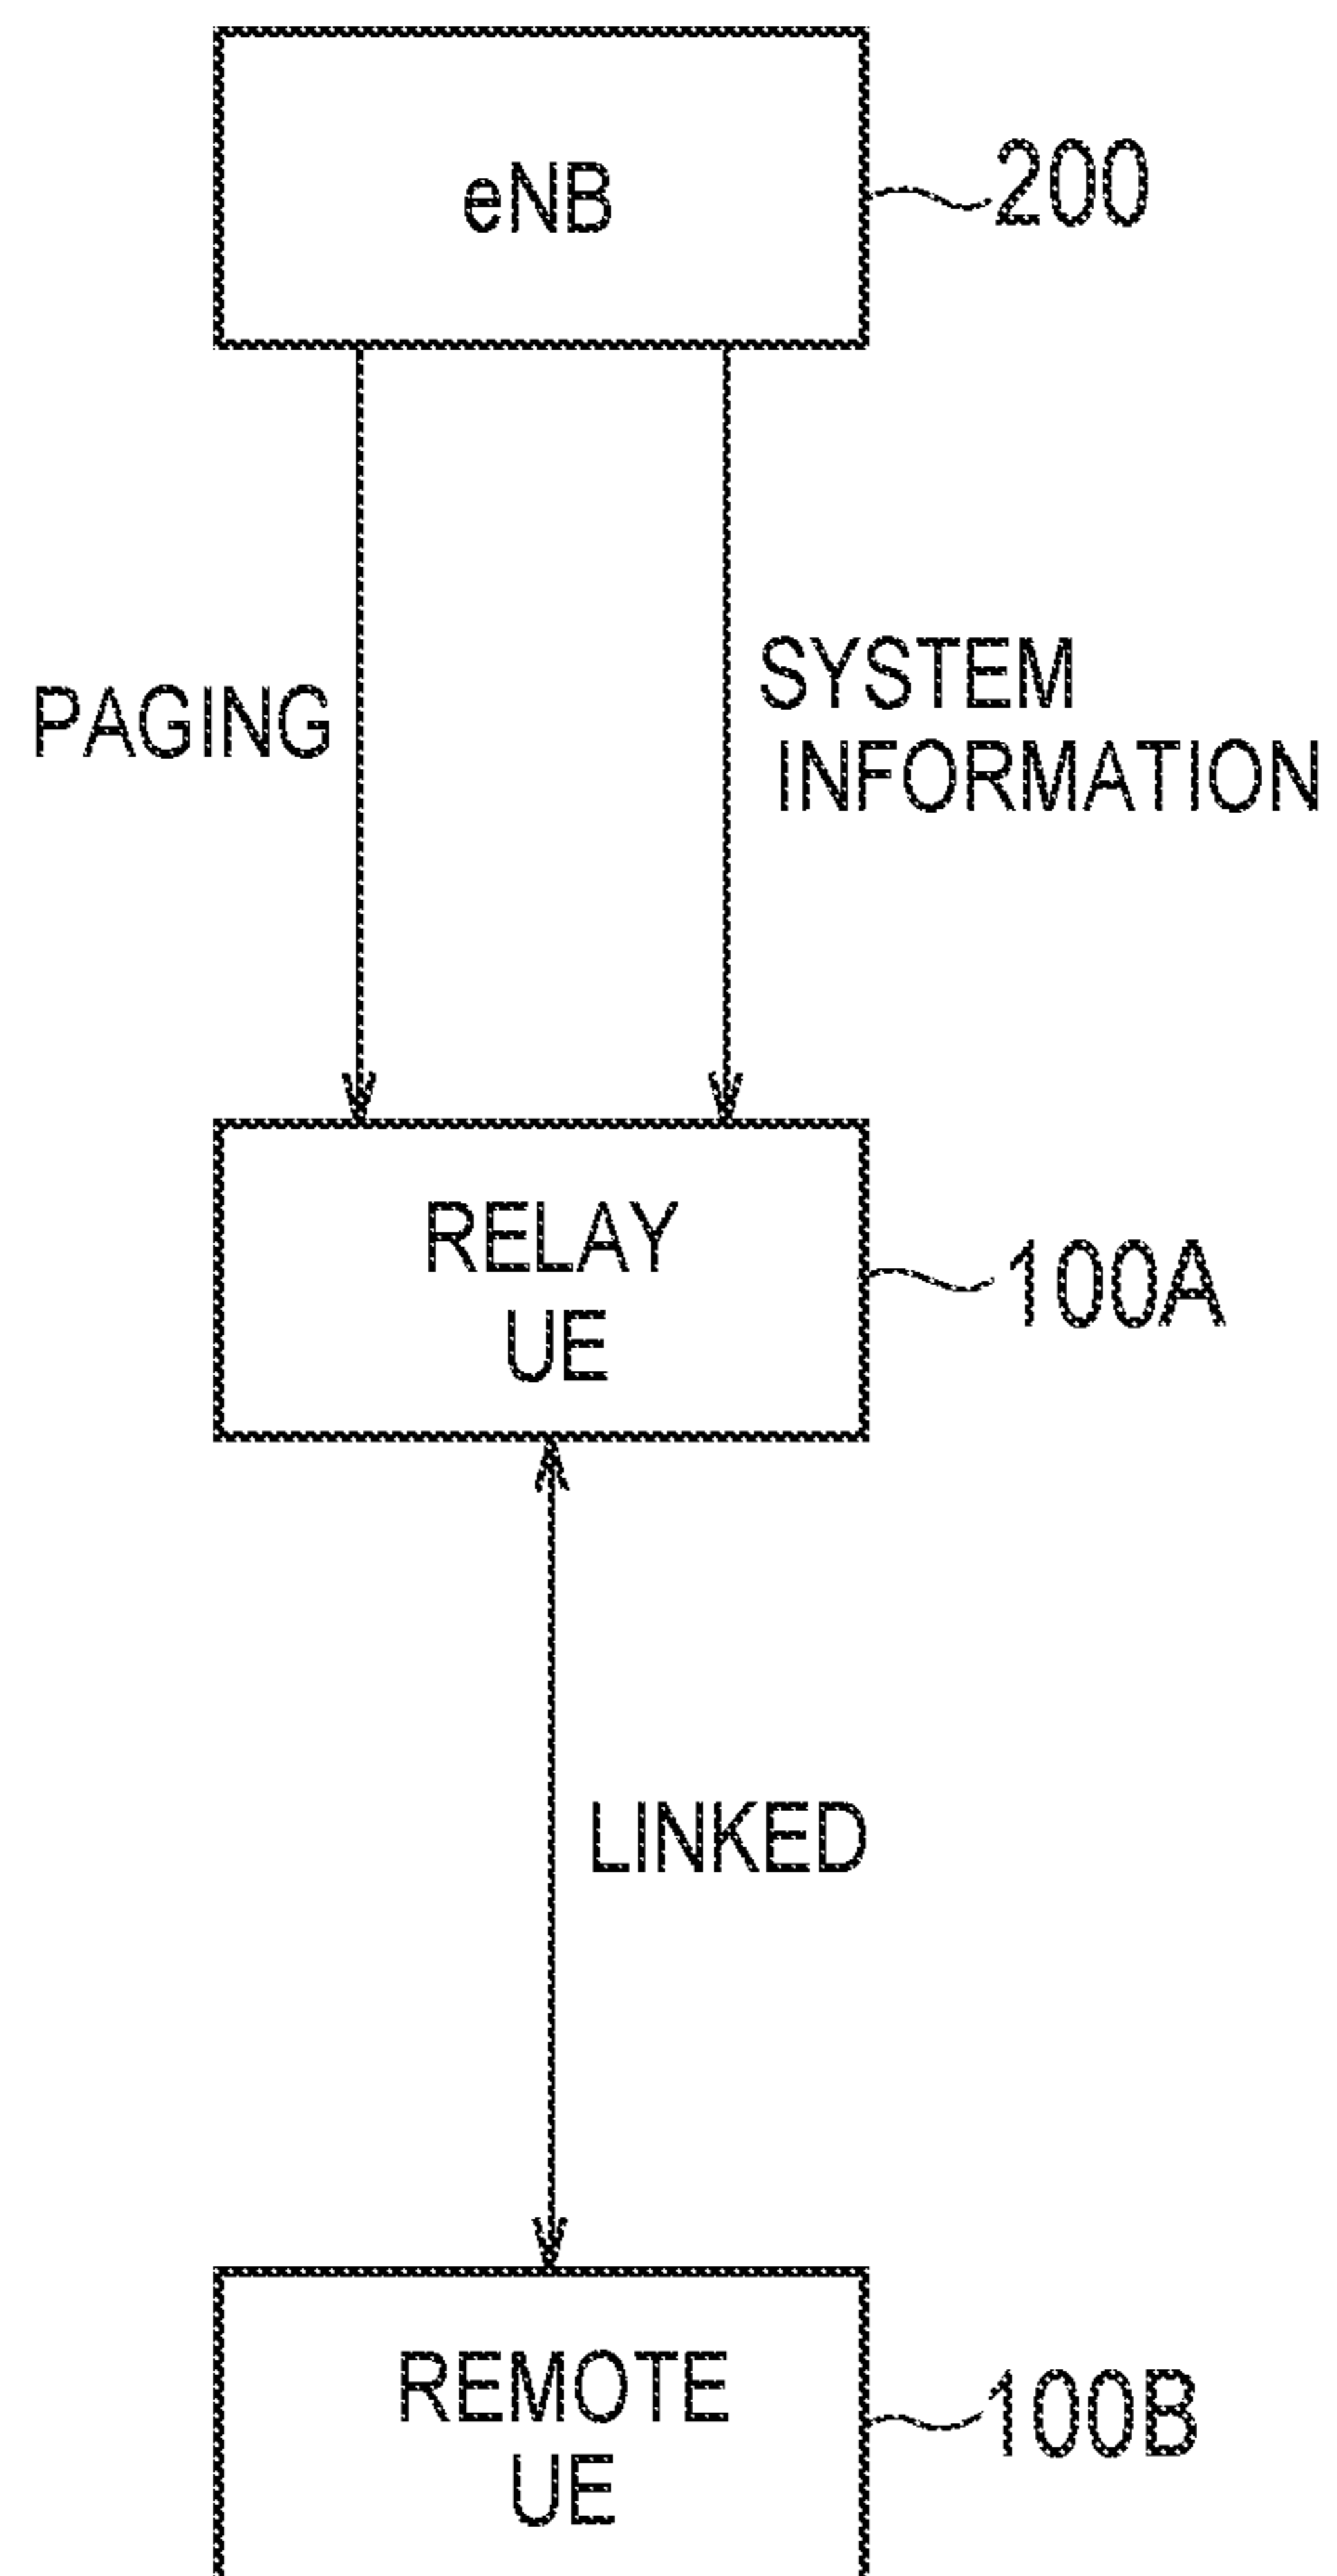 eNB
200
PAGING
SYSTEM
INFORMATION
RELAY
UE
100A
LINKED
REMOTE
UE
100B